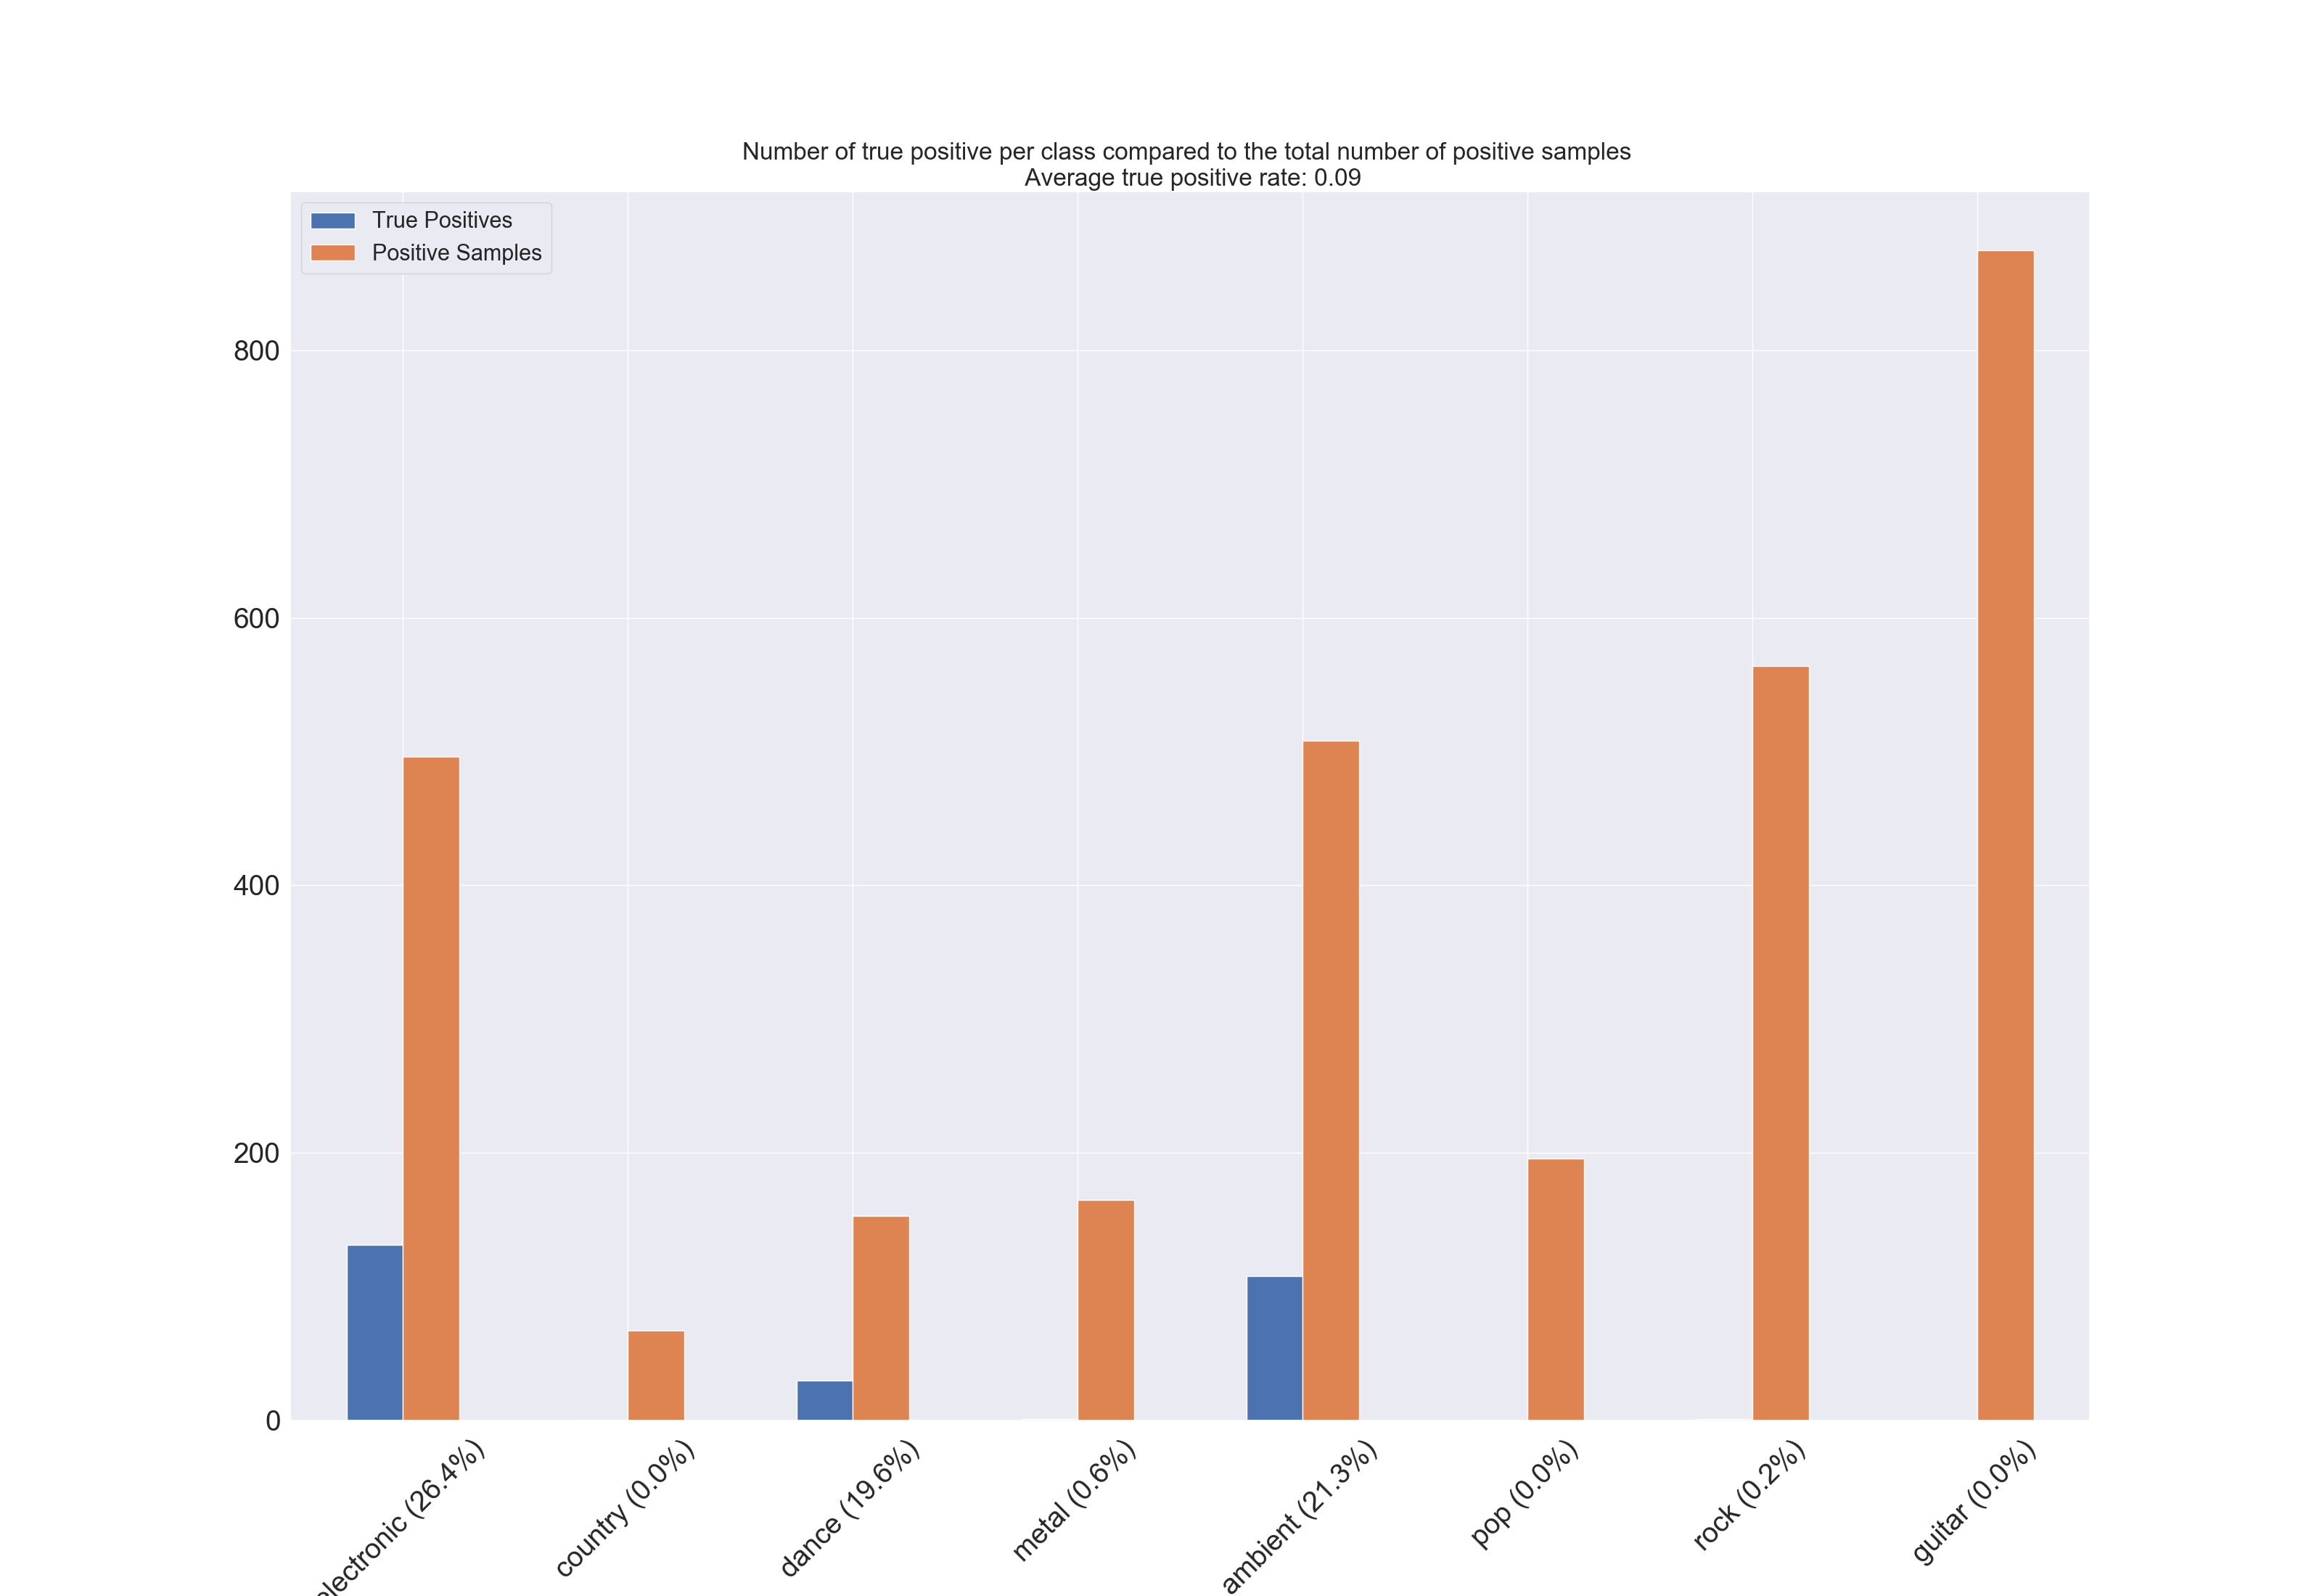 Number of true positive per class compared to the total number of positive samples
Average true positive rate: 0.09
True Positives
Positive Samples
800
600
400
200
0
electronic (26.4%)
country (0.0%)
dance (19.6%)
metal (0.6%)
ambient (21.3%)
pop (0.0%)
rock (0.2%)
guitar (0.0%)